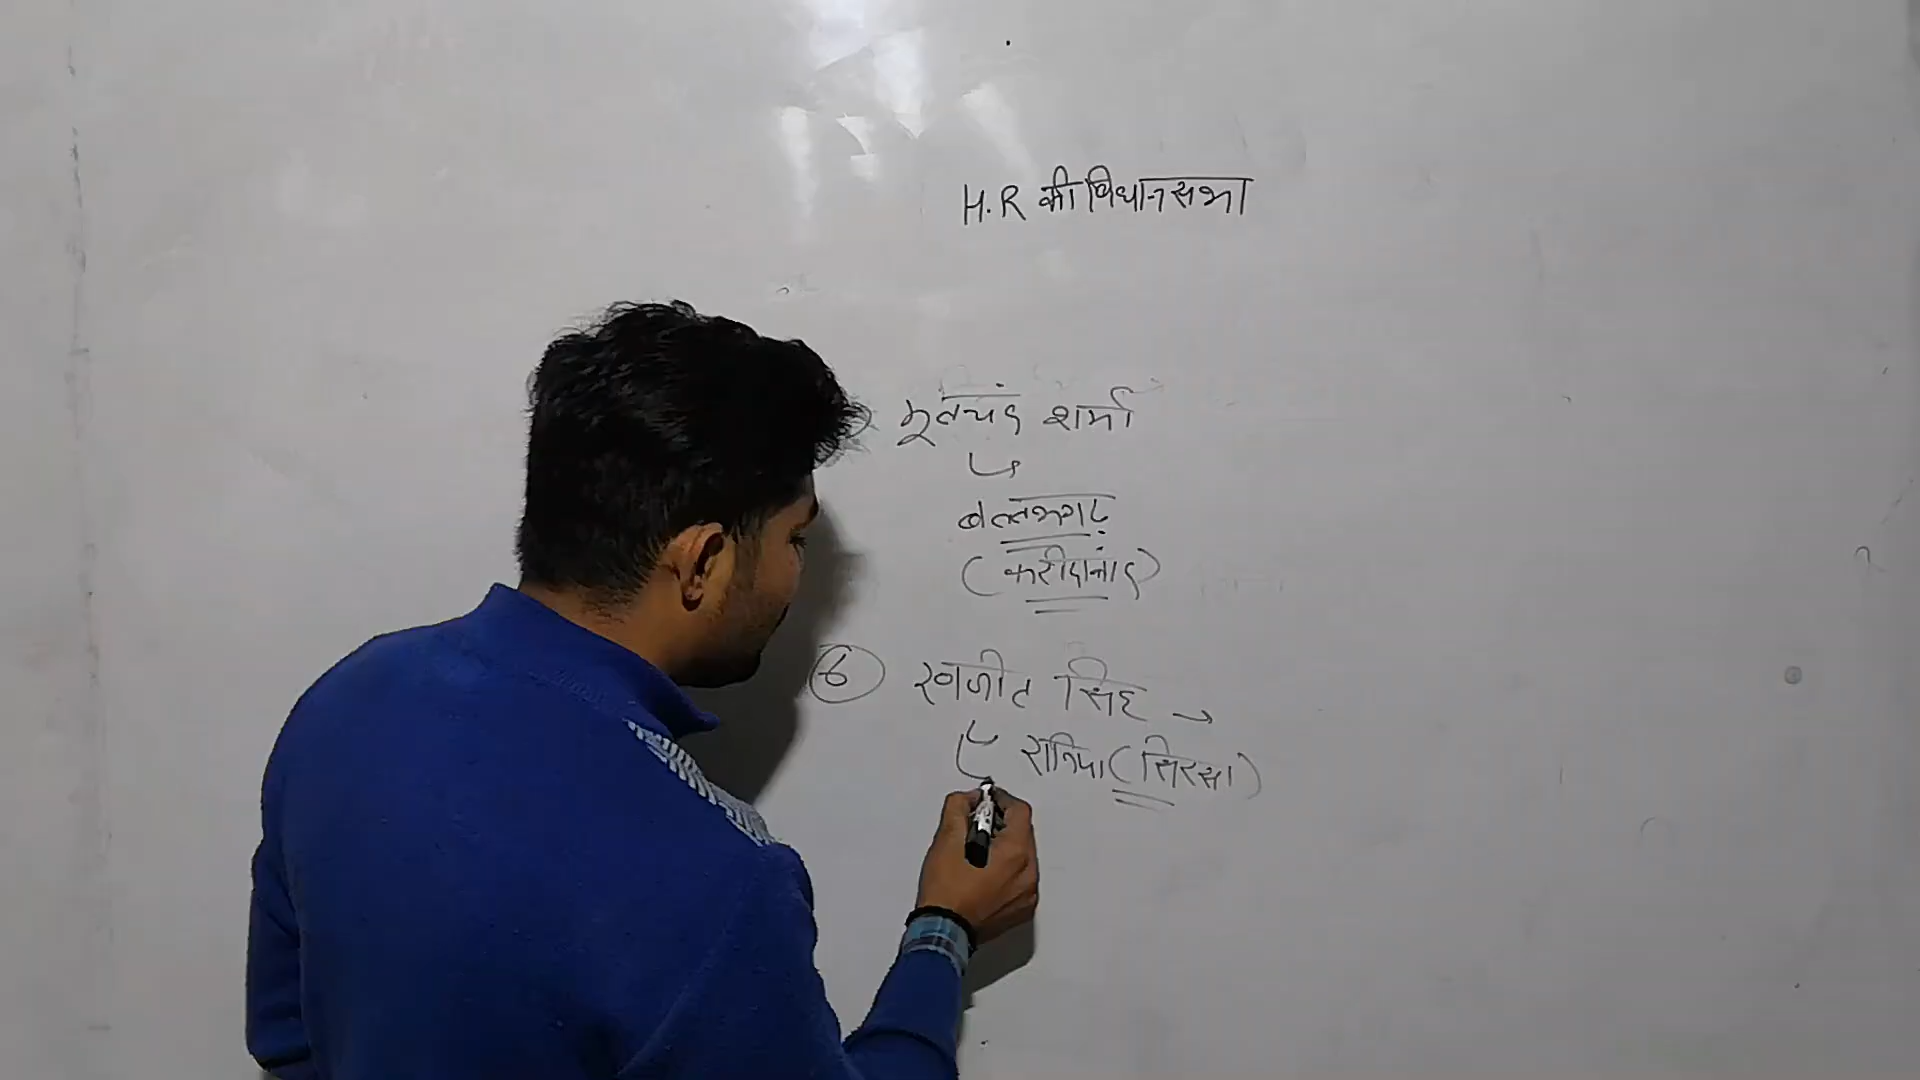 H.R की विधानसभा
मूलचंद शर्मा
बल्लभगढ़
(फरीदाबाद)
6 रणजीत सिंह →
रानिया (सिरसा)